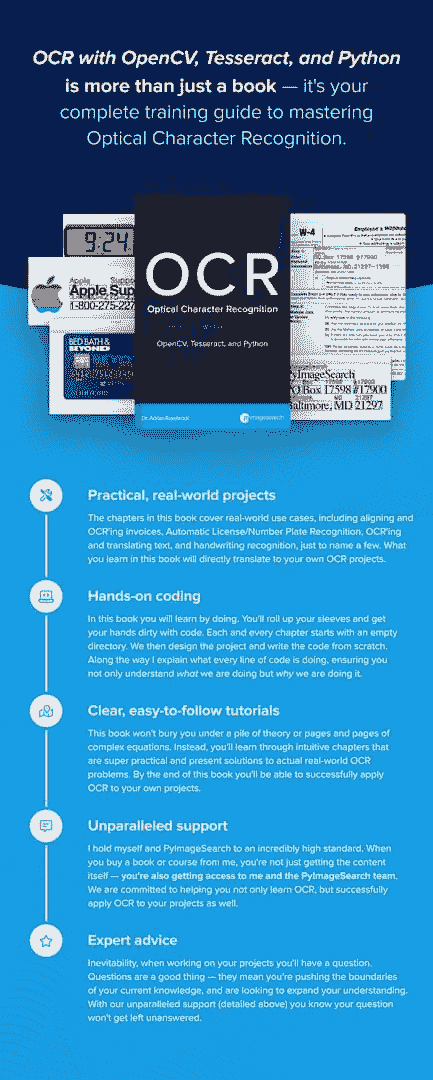 OCR with OpenCV, Tesseract, and Python
is more than just a book — it's your
complete training guide to mastering
Optical Character Recognition.
9:24
Apple
Apple Sup
1-800-275-227
BED BATH &
BEYOND
OCR
Optical Character Recognition
OpenCV, Tesseract, and Python
Dr. Adrian Rosebrock
pyimagesearch
W-4
Employee's Withhold
PO Box 17598 #17900
Baltimore, MD 21297-1598
PyImageSearch
PO Box 17598 #17900
Baltimore, MD 21297
Practical, real-world projects
The chapters in this book cover real-world use cases, including aligning and
OCR'ing invoices, Automatic License/Number Plate Recognition, OCR'ing
and translating text, and handwriting recognition, just to name a few. What
you learn in this book will directly translate to your own OCR projects.
Hands-on coding
In this book you will learn by doing. You'll roll up your sleeves and get
your hands dirty with code. Each and every chapter starts with an empty
directory. We then design the project and write the code from scratch.
Along the way I explain what every line of code is doing, ensuring you
not only understand what we are doing but why we are doing it.
Clear, easy-to-follow tutorials
This book won't bury you under a pile of theory or pages and pages of
complex equations. Instead, you'll learn through intuitive chapters that
are super practical and present solutions to actual real-world OCR
problems. By the end of this book you'll be able to successfully apply
OCR to your own projects.
Unparalleled support
I hold myself and PyImageSearch to an incredibly high standard. When
you buy a book or course from me, you're not just getting the content
itself — you're also getting access to me and the PyImageSearch team.
We are committed to helping you not only learn OCR, but successfully
apply OCR to your projects as well.
Expert advice
Inevitability, when working on your projects you'll have a question.
Questions are a good thing — they mean you're pushing the boundaries
of your current knowledge, and are looking to expand your understanding.
With our unparalleled support (detailed above) you know your question
won't get left unanswered.